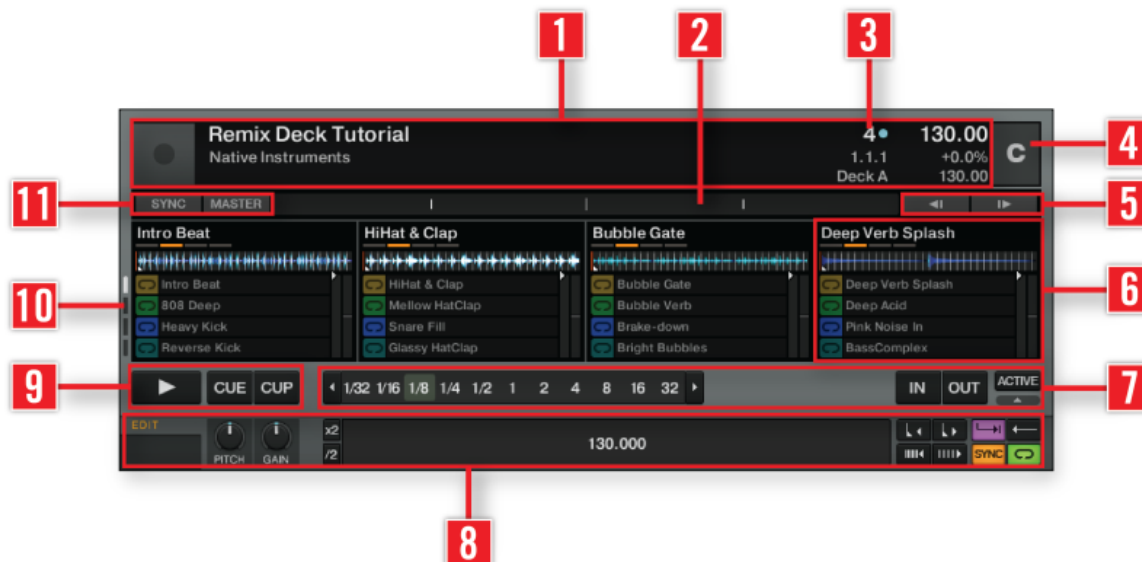 1 2 3
Remix Deck Tutorial 4 130.00
Native Instruments 1.1.1 +0.0% C 4
Deck A 130.00
11 SYNC MASTER 5
Intro Beat HiHat & Clap Bubble Gate Deep Verb Splash
Intro Beat HiHat & Clap Bubble Gate Deep Verb Splash 6
10 808 Deep Mellow HatClap Bubble Verb Deep Acid
Heavy Kick Snare Fill Brake-down Pink Noise In
Reverse Kick Glassy HatClap Bright Bubbles BassComplex
9 CUE CUP 1/32 1/16 1/8 1/4 1/2 1 2 4 8 16 32 IN OUT ACTIVE 7
EDIT x2 130.000
PITCH GAIN /2 SYNC
8